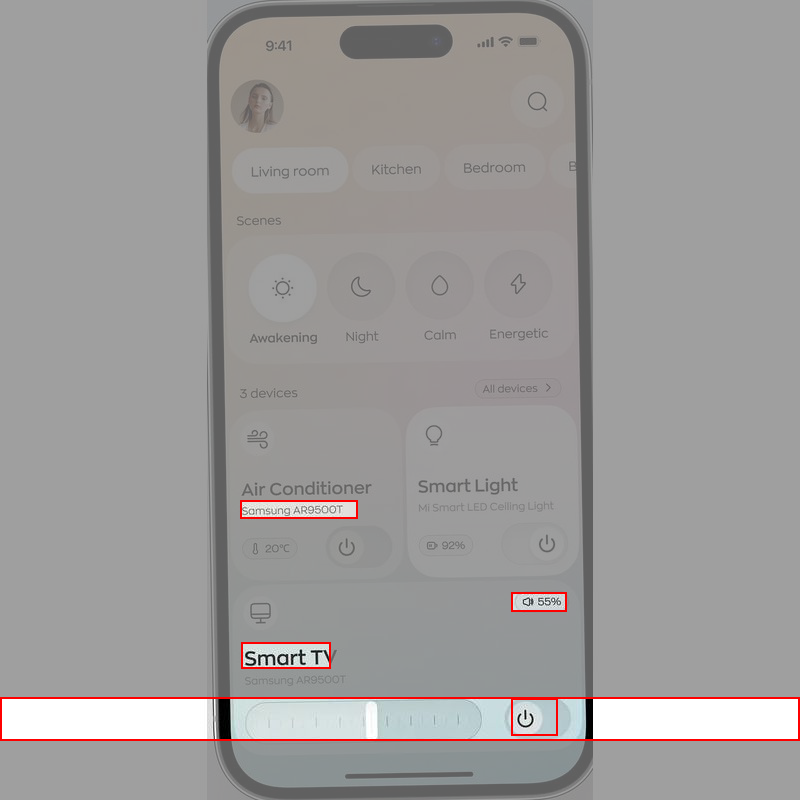 9:41
Living room Kitchen Bedroom B
Scenes
Awakening Night Calm Energetic
3 devices All devices
Air Conditioner
Samsung AR9500T
20°C
Smart Light
Mi Smart LED Ceiling Light
92%
55%
Smart TV
Samsung AR9500T